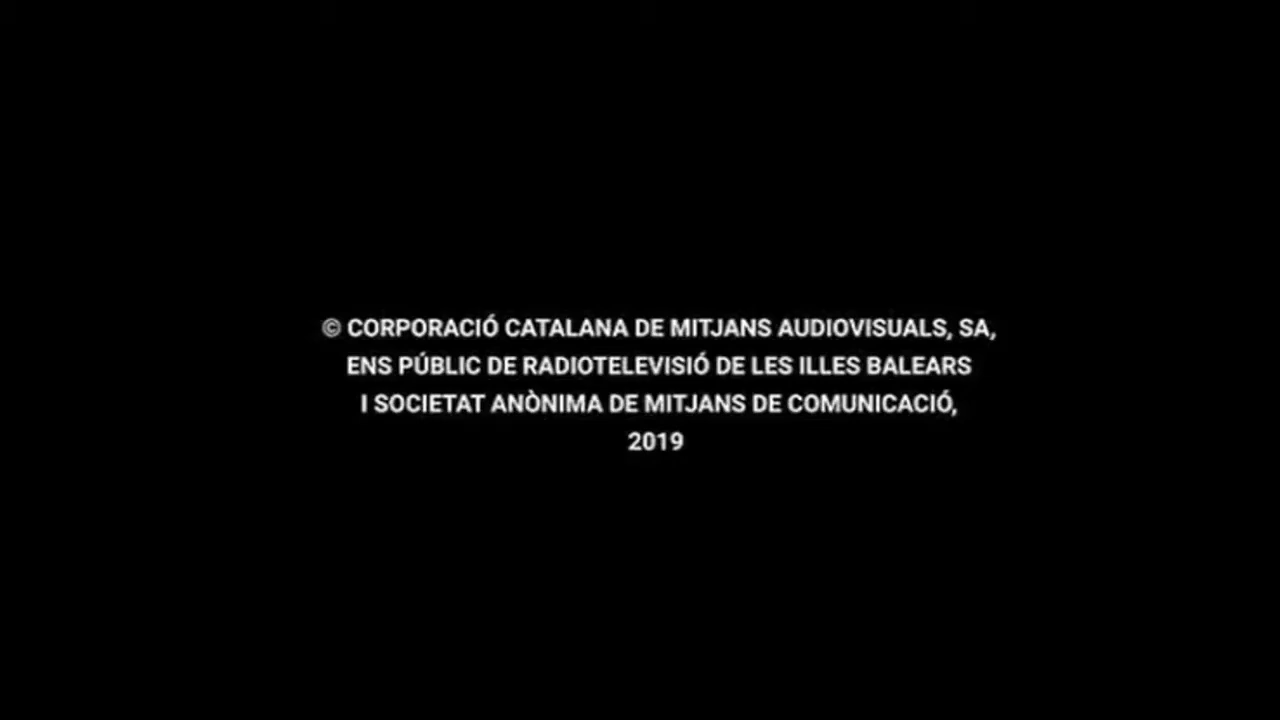 © CORPORACIÓ CATALANA DE MITJANS AUDIOVISUALS, SA,
ENS PÚBLIC DE RADIOTELEVISIÓ DE LES ILLES BALEARS
I SOCIETAT ANÒNIMA DE MITJANS DE COMUNICACIÓ,
2019